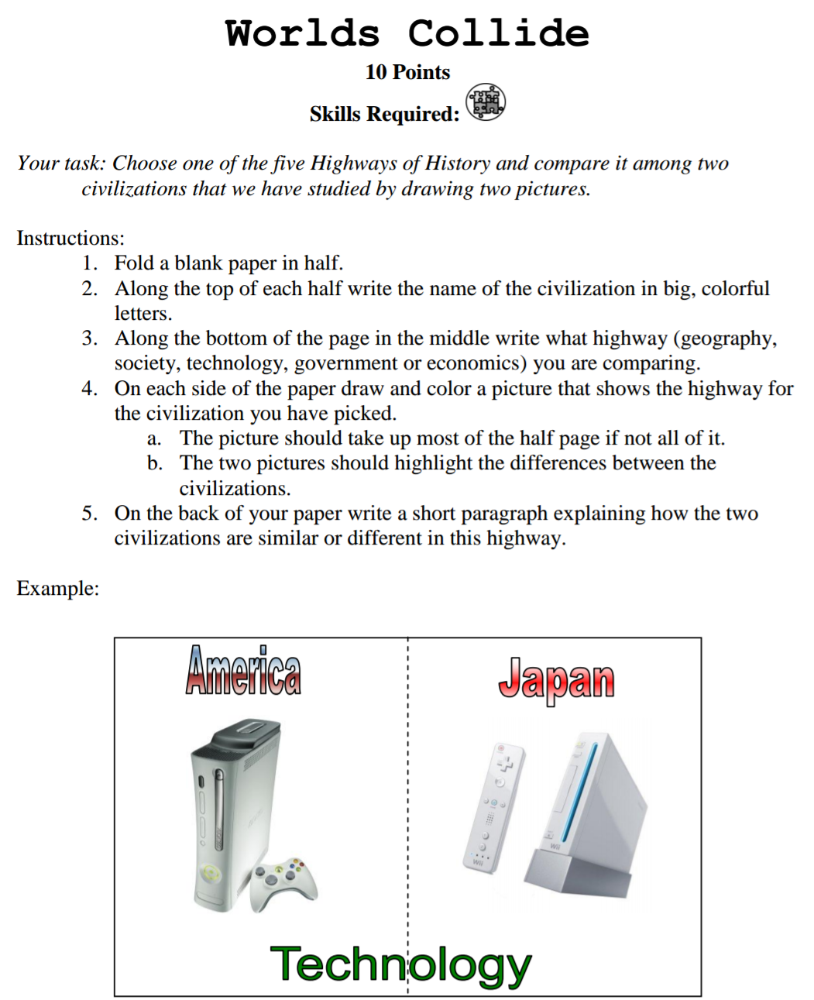 Worlds Collide
10 Points
Skills Required:
Your task: Choose one of the five Highways of History and compare it among two
civilizations that we have studied by drawing two pictures.
Instructions:
1. Fold a blank paper in half.
2. Along the top of each half write the name of the civilization in big, colorful
letters.
3. Along the bottom of the page in the middle write what highway (geography,
society, technology, government or economics) you are comparing.
4. On each side of the paper draw and color a picture that shows the highway for
the civilization you have picked.
a. The picture should take up most of the half page if not all of it.
b. The two pictures should highlight the differences between the
civilizations.
5. On the back of your paper write a short paragraph explaining how the two
civilizations are similar or different in this highway.
Example:
America
Japan
Wii
Wii
Technology